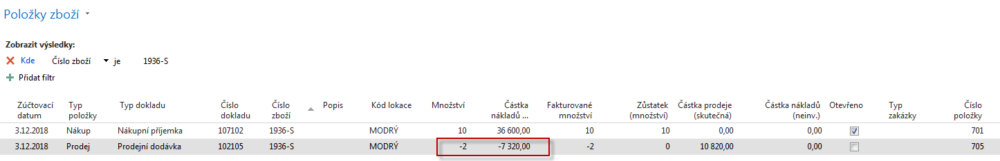 Položky zboží
Zobrazit výsledky:
Kde Číslo zboží je 1936-S
Přidat filtr
Zúčtovací datum Typ položky Typ dokladu Číslo dokladu Číslo zboží Popis Kód lokace Množství Částka nákladů ... Fakturované množství Zůstatek (množství) Částka prodeje (skutečná) Částka nákladů (neinv.) Otevřeno Typ zakázky Číslo položky
3.12.2018 Nákup Nákupní příjemka 107102 1936-S MODRÝ 10 36 600,00 10 10 0,00 0,00 701
3.12.2018 Prodej Prodejní dodávka 102105 1936-S MODRÝ -2 -7 320,00 -2 0 10 820,00 0,00 705